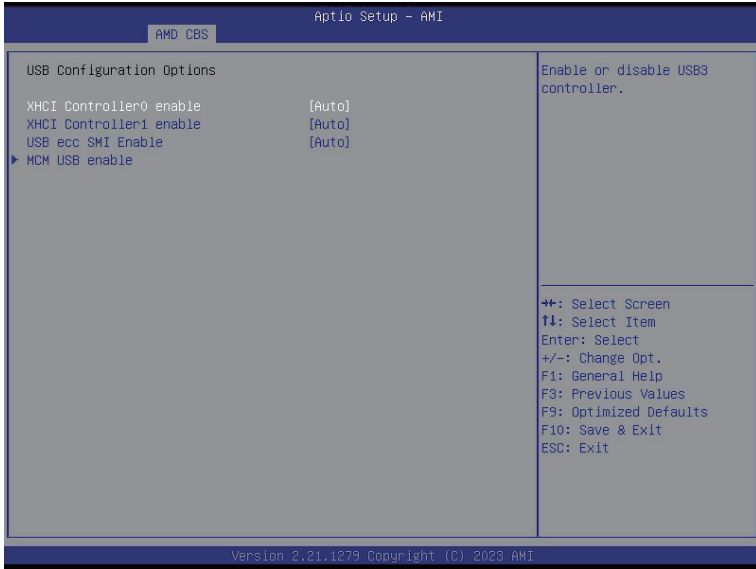 Aptio Setup – AMI
AMD CBS
USB Configuration Options
XHCI Controller0 enable [Auto]
XHCI Controller1 enable [Auto]
USB ecc SMI Enable [Auto]
▶ MCM USB enable
Enable or disable USB3
controller.
→←: Select Screen
↑↓: Select Item
Enter: Select
+/-: Change Opt.
F1: General Help
F3: Previous Values
F9: Optimized Defaults
F10: Save & Exit
ESC: Exit
Version 2.21.1279 Copyright (C) 2023 AMI